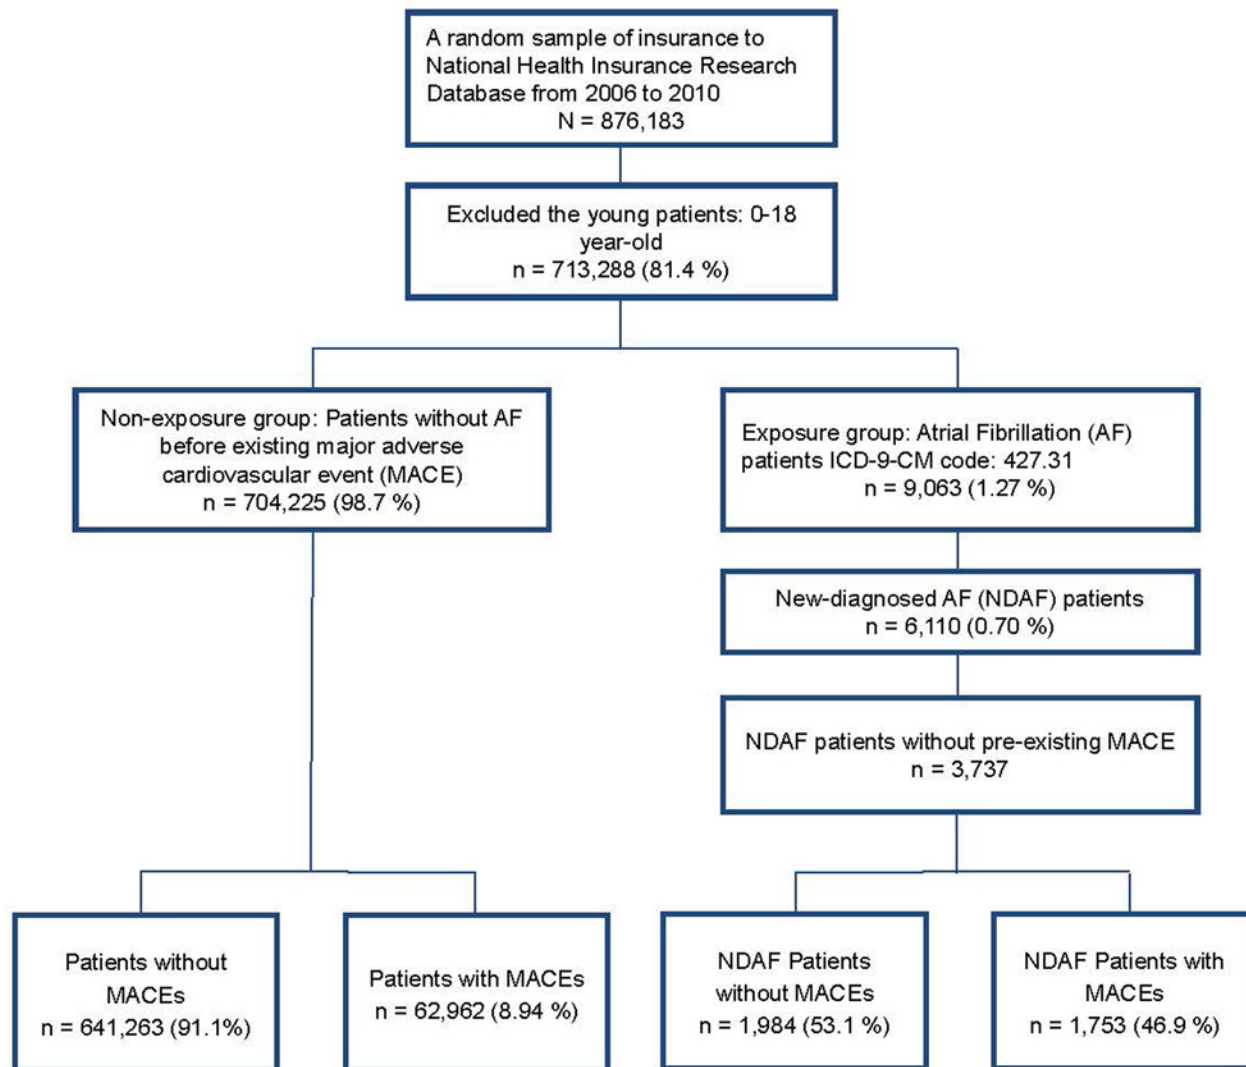 A random sample of insurance to
National Health Insurance Research
Database from 2006 to 2010
N = 876,183
Excluded the young patients: 0-18
year-old
n = 713,288 (81.4 %)
Non-exposure group: Patients without AF
before existing major adverse
cardiovascular event (MACE)
n = 704,225 (98.7 %)
Exposure group: Atrial Fibrillation (AF)
patients ICD-9-CM code: 427.31
n = 9,063 (1.27 %)
New-diagnosed AF (NDAF) patients
n = 6,110 (0.70 %)
NDAF patients without pre-existing MACE
n = 3,737
Patients without
MACEs
n = 641,263 (91.1%)
Patients with MACEs
n = 62,962 (8.94 %)
NDAF Patients
without MACEs
n = 1,984 (53.1 %)
NDAF Patients with
MACEs
n = 1,753 (46.9 %)